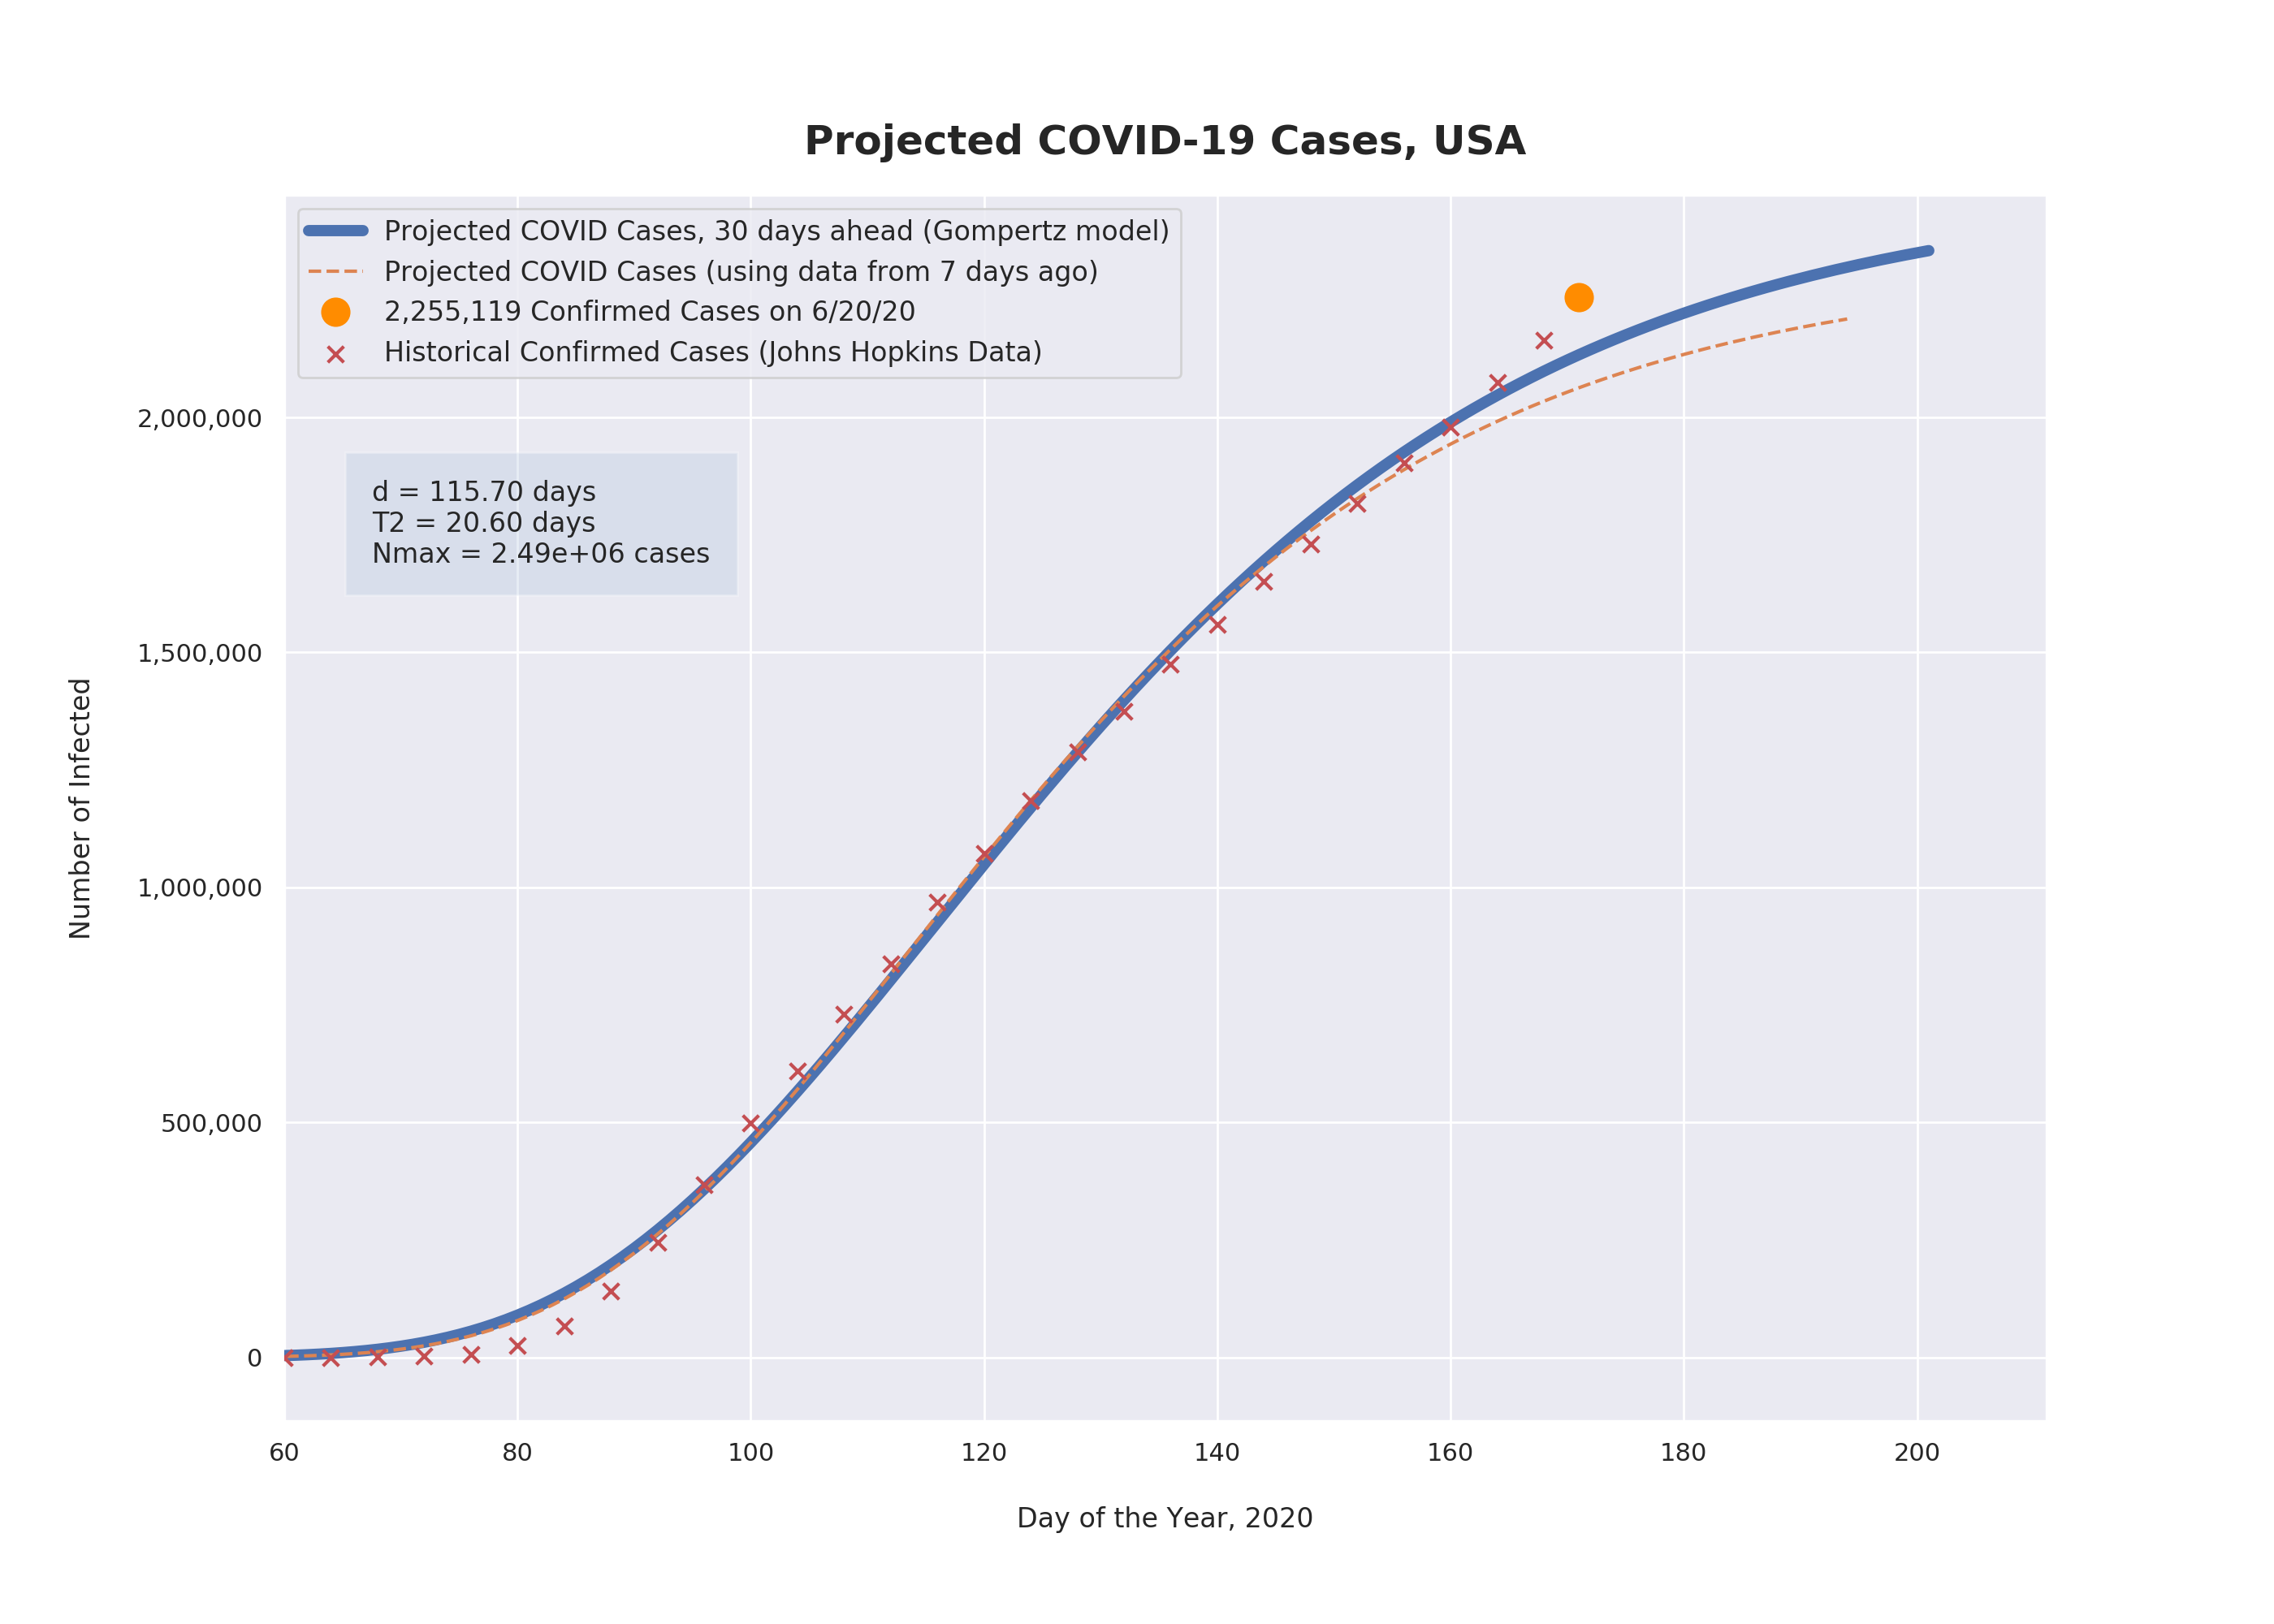 Projected COVID-19 Cases, USA
Projected COVID Cases, 30 days ahead (Gompertz model)
Projected COVID Cases (using data from 7 days ago)
2,255,119 Confirmed Cases on 6/20/20
Historical Confirmed Cases (Johns Hopkins Data)
d = 115.70 days
T2 = 20.60 days
Nmax = 2.49e+06 cases
Number of Infected
2,000,000
1,500,000
1,000,000
500,000
0
60 80 100 120 140 160 180 200
Day of the Year, 2020